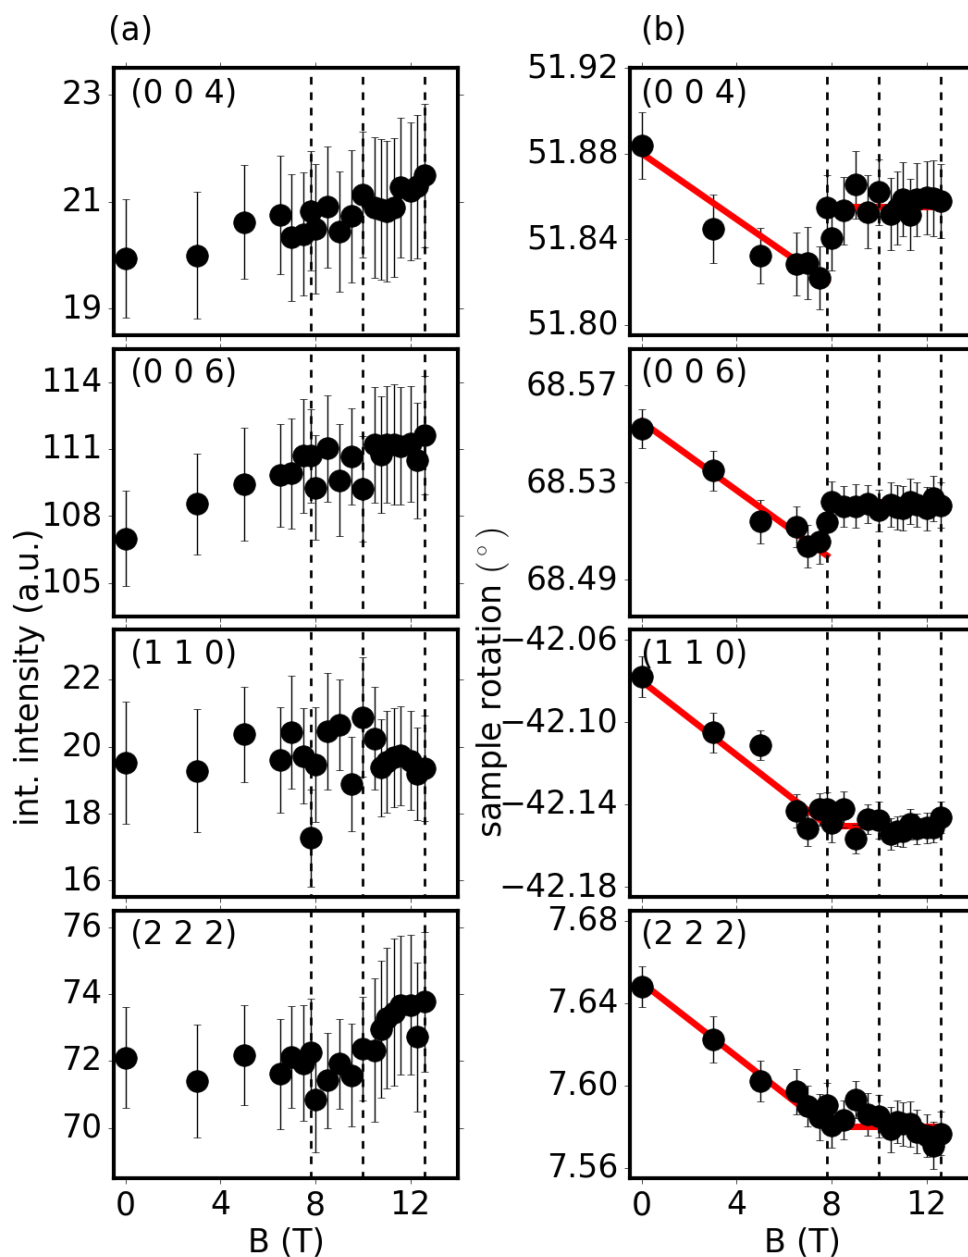 (a)
(b)
(0 0 4)
23
21
19
(0 0 6)
114
111
108
105
(1 1 0)
22
20
18
16
(2 2 2)
76
74
72
70
0 4 8 12
B (T)
int. intensity (a.u.)
(0 0 4)
51.92
51.88
51.84
51.80
(0 0 6)
68.57
68.53
68.49
(1 1 0)
−42.06
−42.10
−42.14
−42.18
(2 2 2)
7.68
7.64
7.60
7.56
0 4 8 12
B (T)
sample rotation (°)